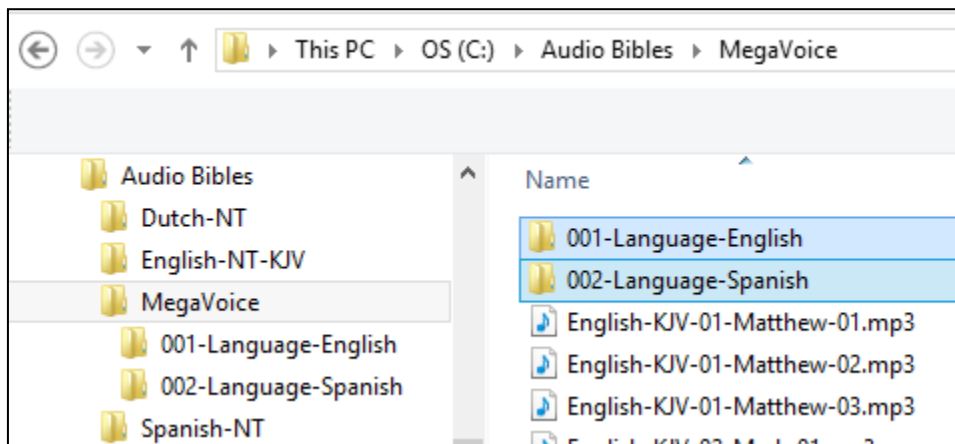 This PC OS (C:) Audio Bibles MegaVoice
Audio Bibles
Dutch-NT
English-NT-KJV
MegaVoice
001-Language-English
002-Language-Spanish
Spanish-NT
Name
001-Language-English
002-Language-Spanish
English-KJV-01-Matthew-01.mp3
English-KJV-01-Matthew-02.mp3
English-KJV-01-Matthew-03.mp3